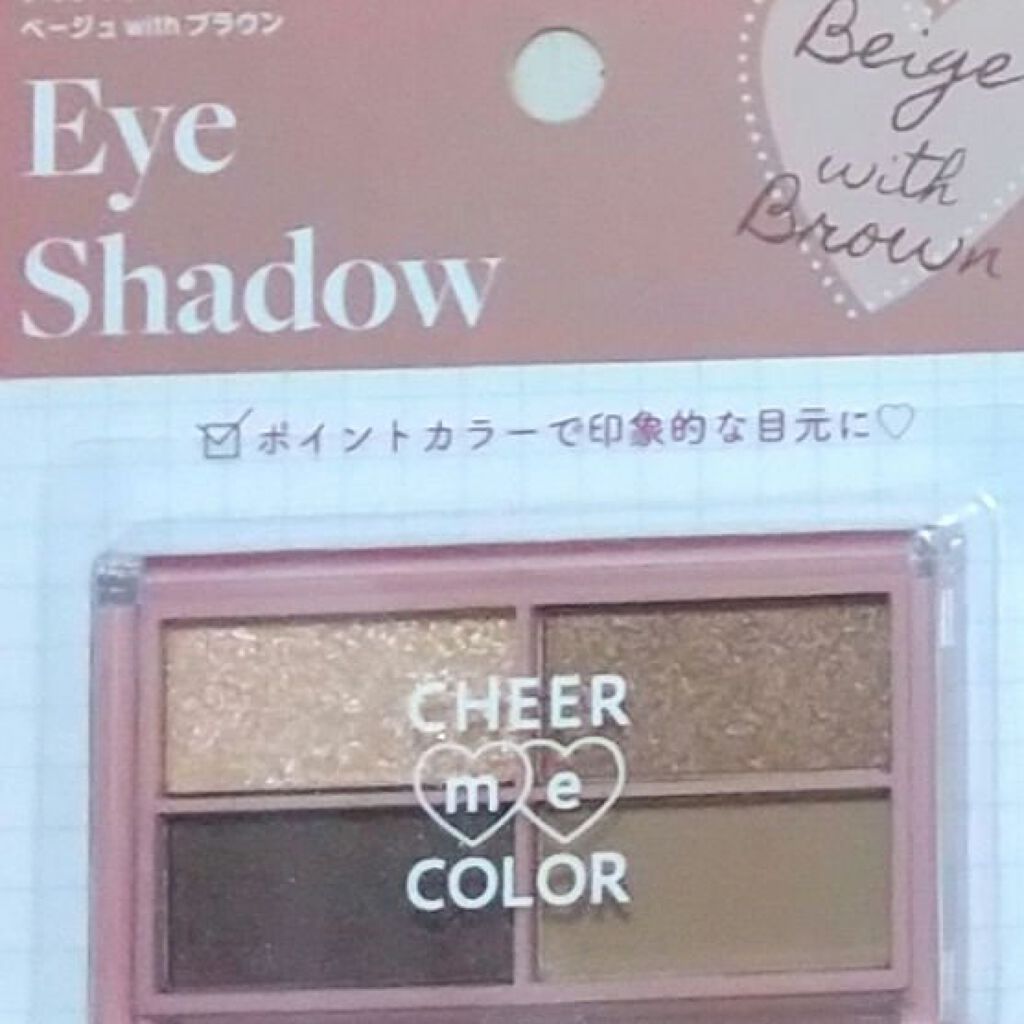 ベージュ with ブラウン
Eye
Shadow
Beige
with
Brown
ポイントカラーで印象的な目元に♡
CHEER
m e
COLOR